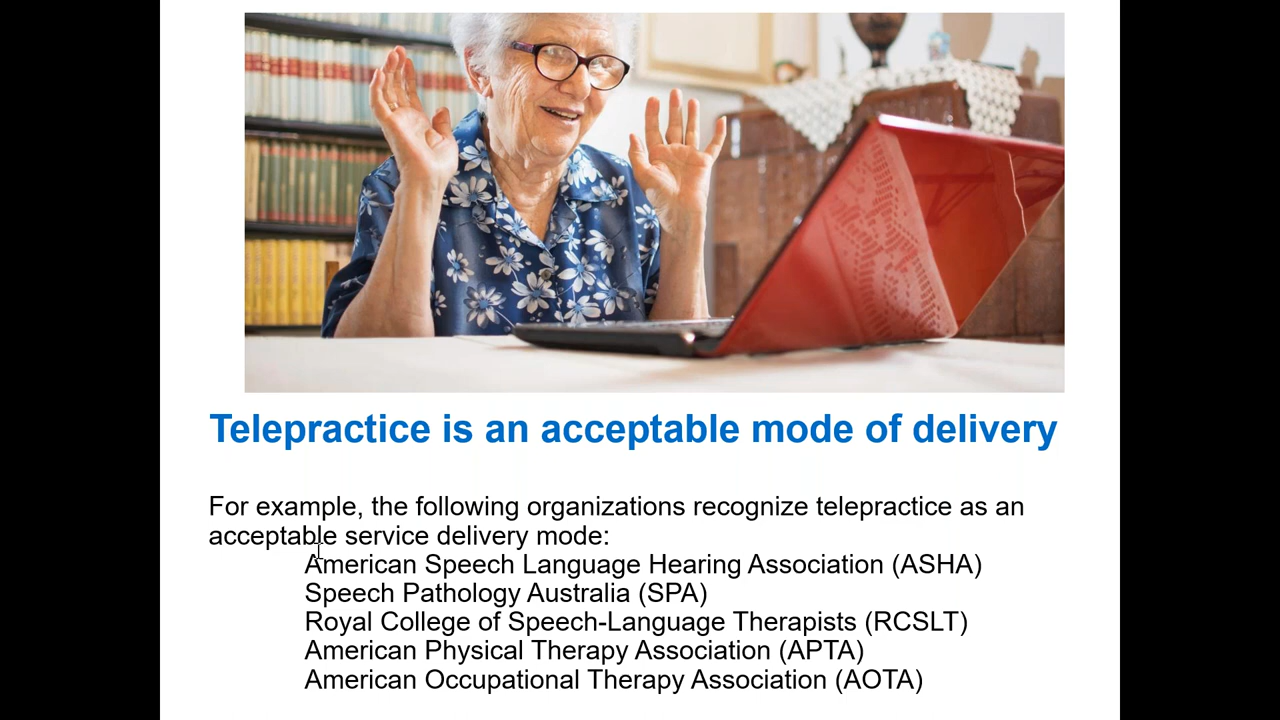 Telepractice is an acceptable mode of delivery
For example, the following organizations recognize telepractice as an
acceptable service delivery mode:
American Speech Language Hearing Association (ASHA)
Speech Pathology Australia (SPA)
Royal College of Speech-Language Therapists (RCSLT)
American Physical Therapy Association (APTA)
American Occupational Therapy Association (AOTA)